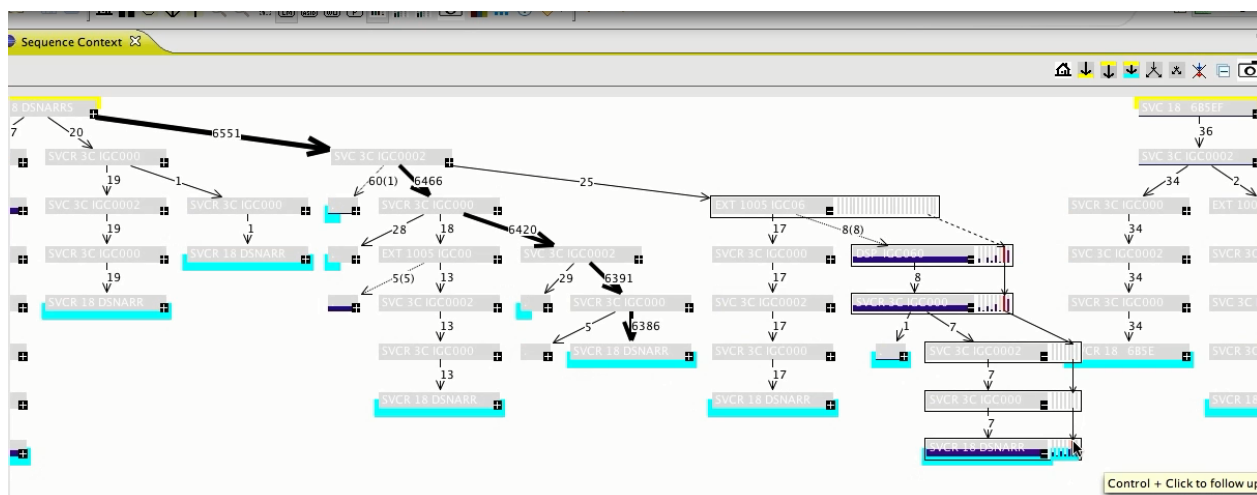 Sequence Context
18 DSNARRS
SVC 18 6B5EF
7
20
6551
36
SVCR 3C IGC000
SVC 3C IGC0002
SVC 3C IGC0002
19
1
60(1)
6466
25
34
2
SVC 3C IGC0002
SVCR 3C IGC000
SVCR 3C IGC000
EXT 1005 IGC06
SVCR 3C IGC000
EXT 100
19
1
28
18
6420
17
8(8)
34
SVCR 3C IGC000
SVCR 18 DSNARR
EXT 1005 IGC00
SVC 3C IGC0002
SVCR 3C IGC000
SVC 3C IGC0002
19
5(5)
13
29
6391
17
8
34
SVCR 18 DSNARR
SVC 3C IGC0002
SVCR 3C IGC000
SVC 3C IGC0002
SVCR 3C IGC000
SVCR 3C IGC000
13
5
6386
17
1
7
34
SVCR 3C IGC000
SVCR 18 DSNARR
SVCR 3C IGC000
SVC 3C IGC0002
CR 18 6B5E
13
17
7
SVCR 18 DSNARR
SVCR 18 DSNARR
SVCR 3C IGC000
7
SVCR 18 DSNARR
Control + Click to follow up